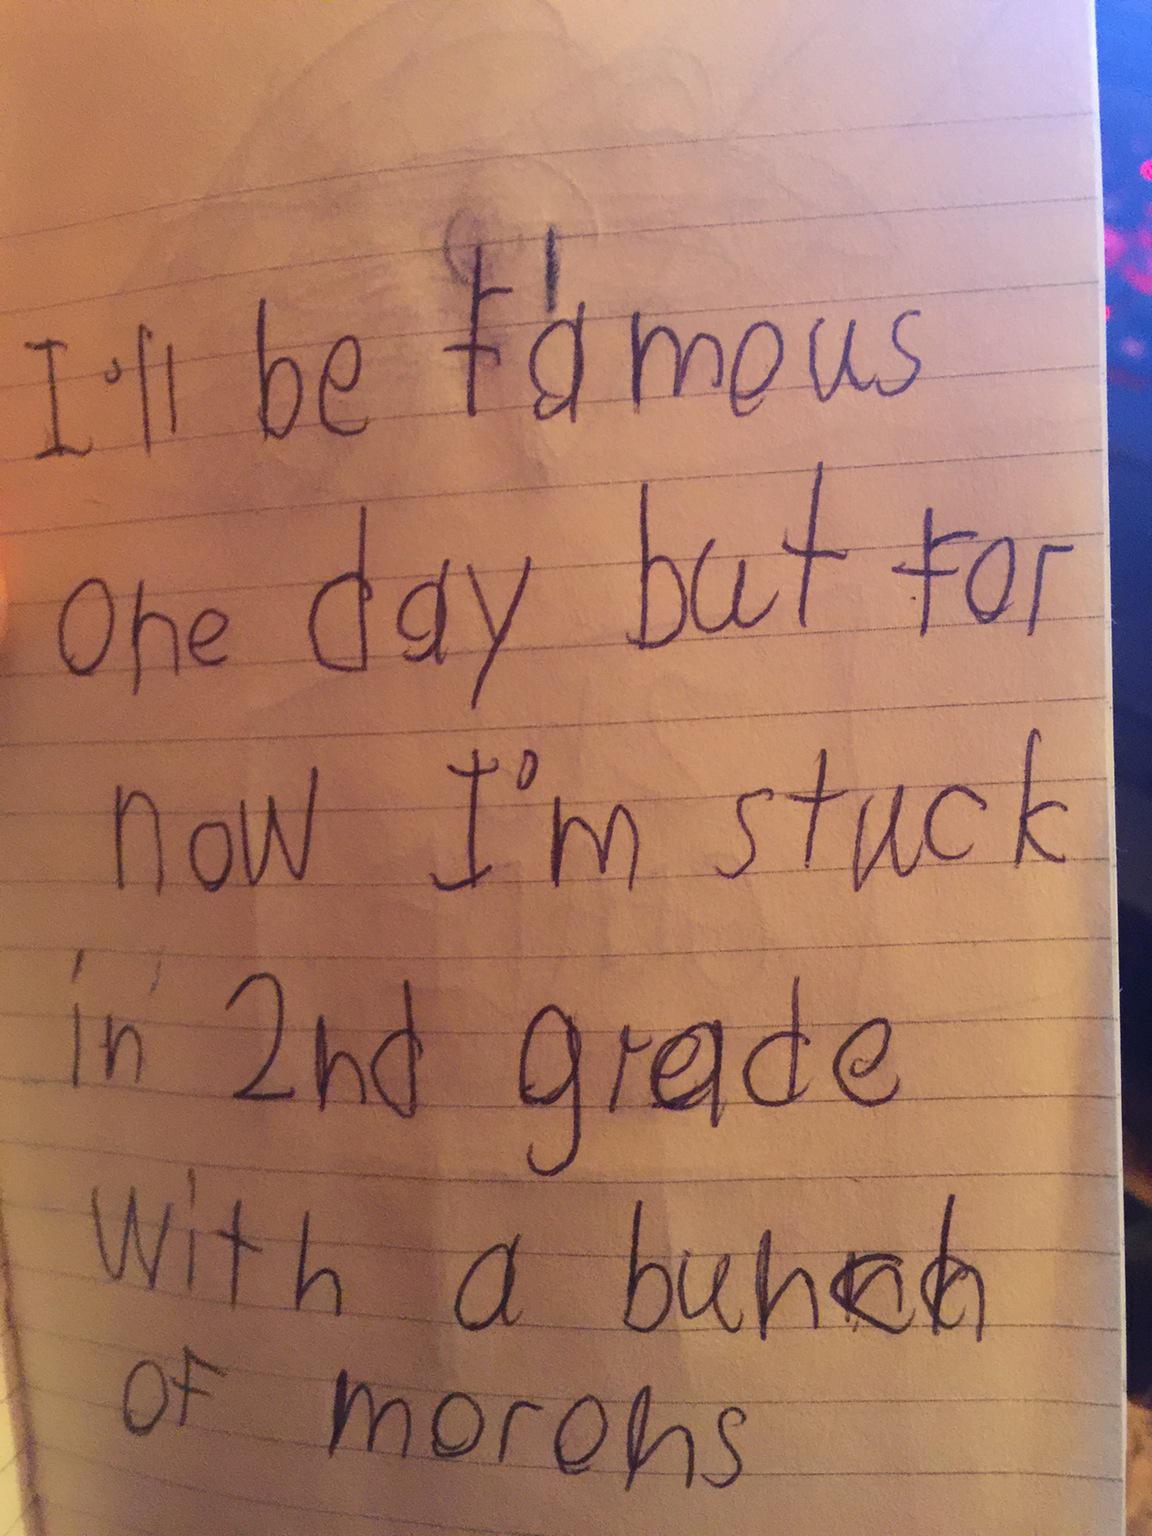 I'll be famous
One day but for
now I'm stuck
in 2nd grade
with a bunch
of morons